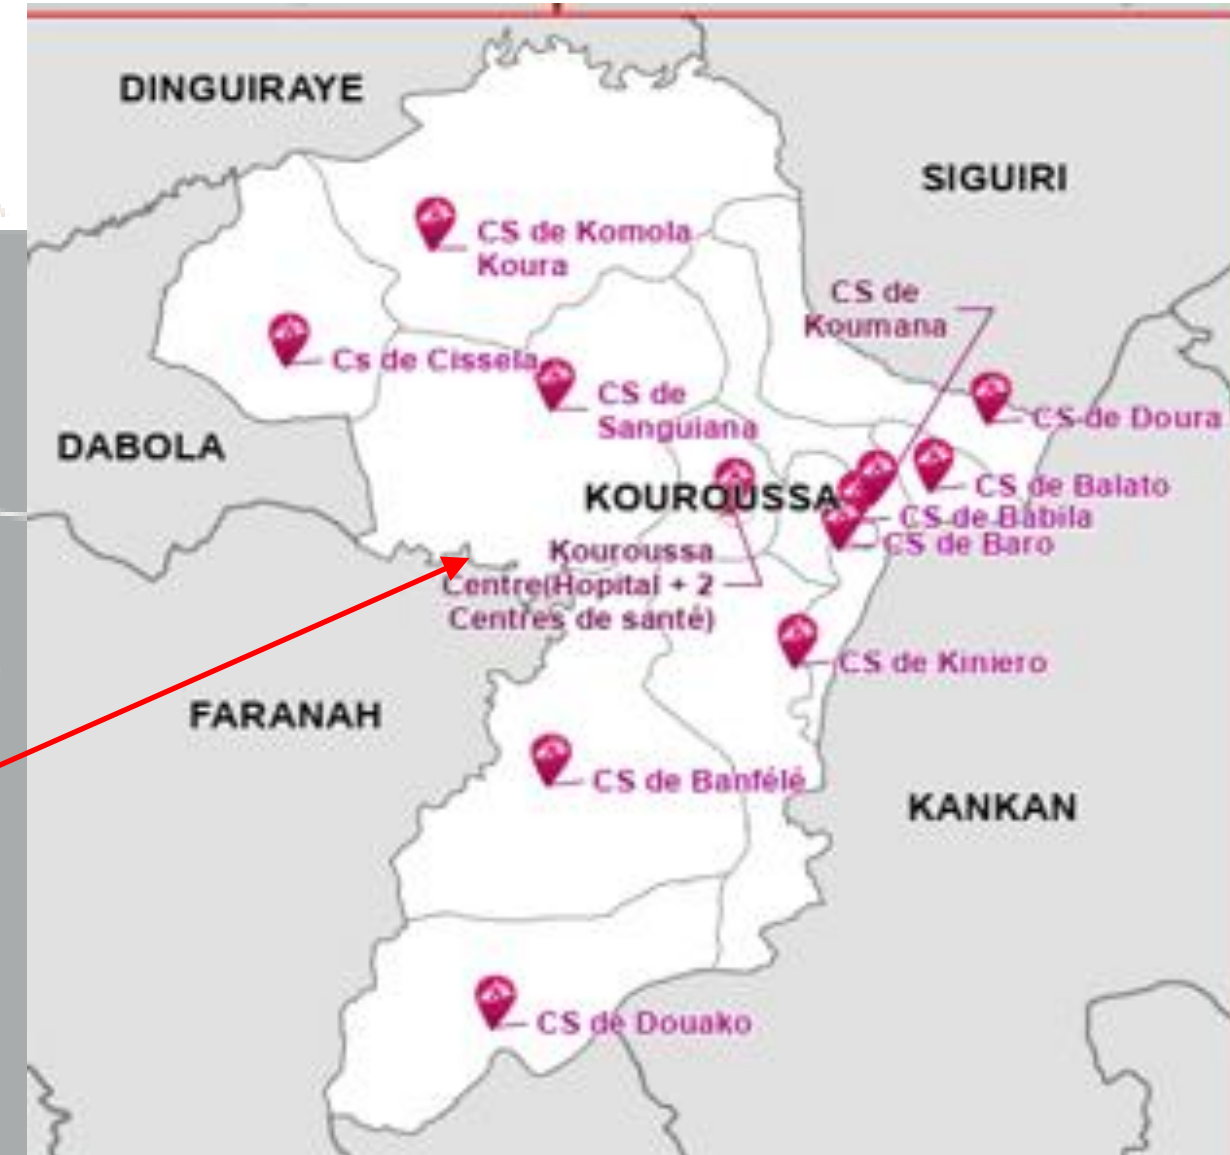 DINGUIRAYE
SIGUIRI
CS de Komola
Koura
CS de
Koumana
Cs de Cissela
CS de
Sanguiana
CS de Doura
DABOLA
KOUROUSSA
CS de Balato
CS de Babila
CS de Baro
Kouroussa
Centre(Hopital + 2
Centres de santé)
CS de Kiniero
FARANAH
CS de Banfélé
KANKAN
CS de Douako